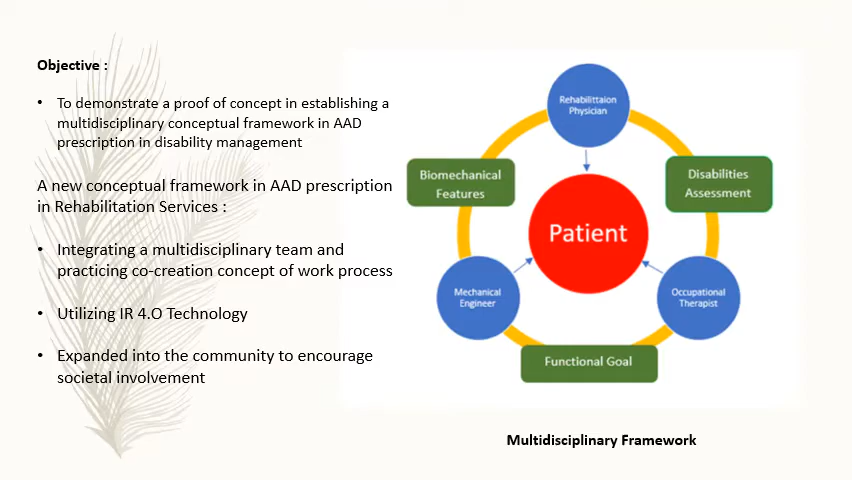 Objective :
• To demonstrate a proof of concept in establishing a
multidisciplinary conceptual framework in AAD
prescription in disability management
A new conceptual framework in AAD prescription
in Rehabilitation Services :
• Integrating a multidisciplinary team and
practicing co-creation concept of work process
• Utilizing IR 4.O Technology
• Expanded into the community to encourage
societal involvement
Rehabilittaion
Physician
Biomechanical
Features
Disabilities
Assessment
Patient
Mechanical
Engineer
Occupational
Therapist
Functional Goal
Multidisciplinary Framework